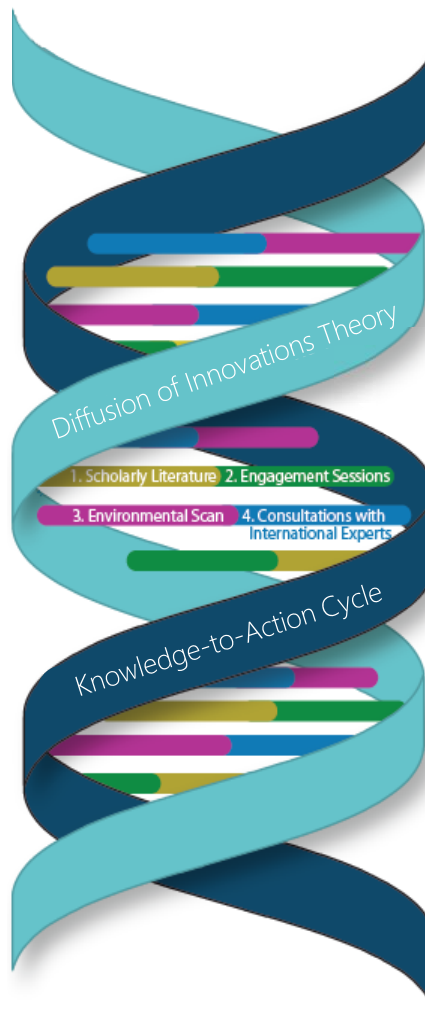 Diffusion of Innovations Theory
1. Scholarly Literature 2. Engagement Sessions
3. Environmental Scan 4. Consultations with
International Experts
Knowledge-to-Action Cycle